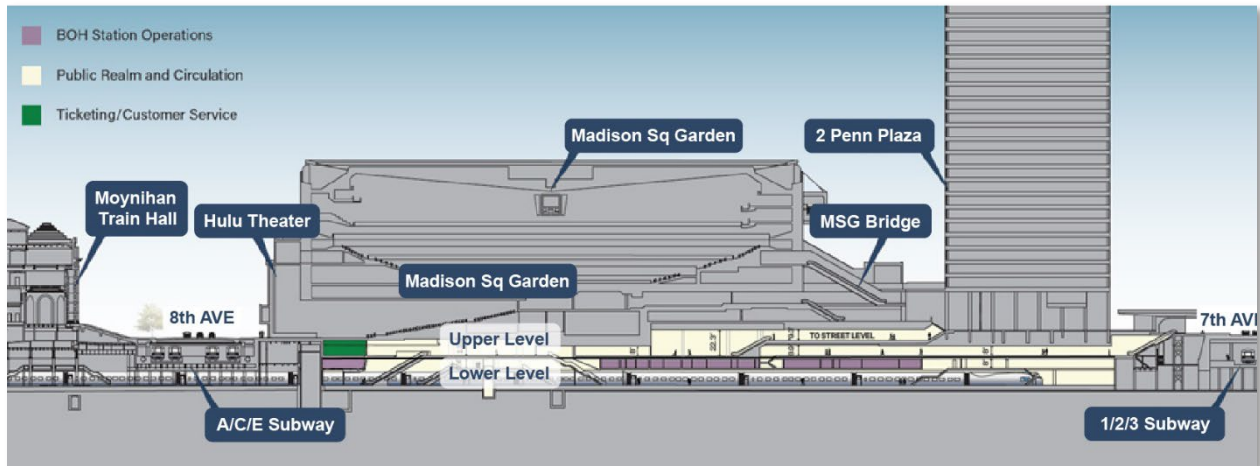 BOH Station Operations
Public Realm and Circulation
Ticketing/Customer Service
Madison Sq Garden
2 Penn Plaza
Moynihan
Train Hall
Hulu Theater
MSG Bridge
Madison Sq Garden
8th AVE
7th AV
Upper Level
TO STREET LEVEL
22.3'
Lower Level
A/C/E Subway
1/2/3 Subway